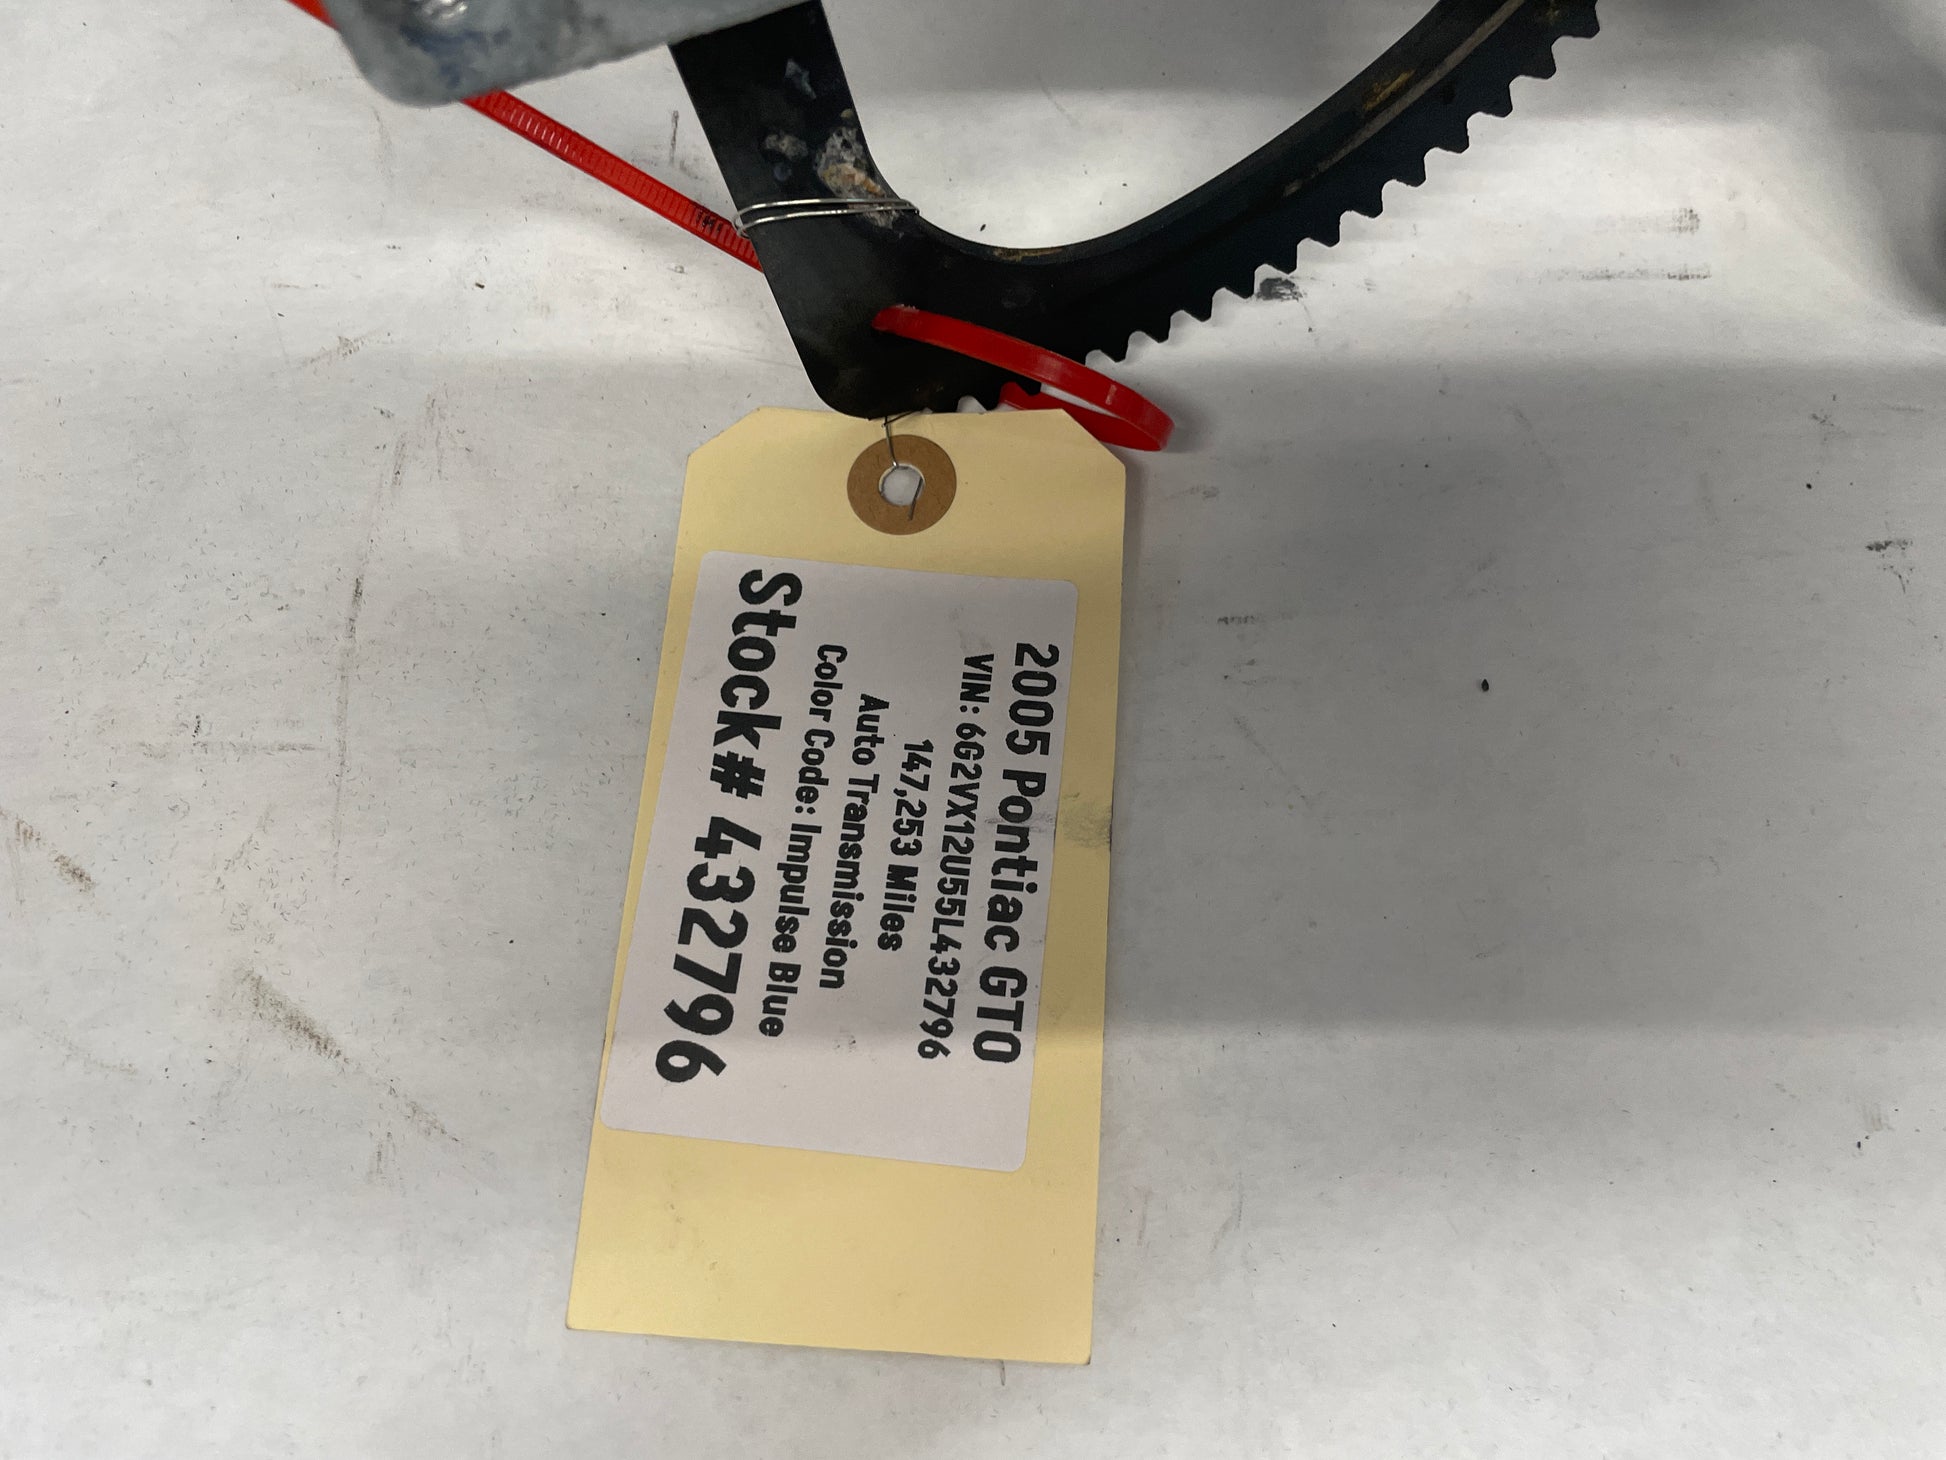 2005 Pontiac GTO
VIN: 6G2VX12U55L432796
147,253 Miles
Auto Transmission
Color Code: Impulse Blue
Stock# 432796